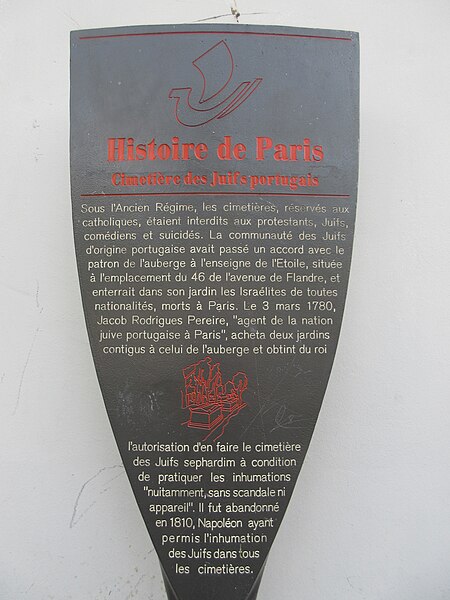 Histoire de Paris
Cimetière des Juifs portugais
Sous l'Ancien Régime, les cimetières, réservés aux
catholiques, étaient interdits aux protestants, Juifs,
comédiens et suicidés. La communauté des Juifs
d'origine portugaise avait passé un accord avec le
patron de l'auberge à l'enseigne de l'Etoile, située
à l'emplacement du 46 de l'avenue de Flandre, et
enterrait dans son jardin les Israélites de toutes
nationalités, morts à Paris. Le 3 mars 1780,
Jacob Rodrigues Pereire, "agent de la nation
juive portugaise à Paris", acheta deux jardins
contigus à celui de l'auberge et obtint du roi
l'autorisation d'en faire le cimetière
des Juifs sephardim à condition
de pratiquer les inhumations
"nuitamment, sans scandale ni
appareil". Il fut abandonné
en 1810, Napoléon ayant
permis l'inhumation
des Juifs dans tous
les cimetières.